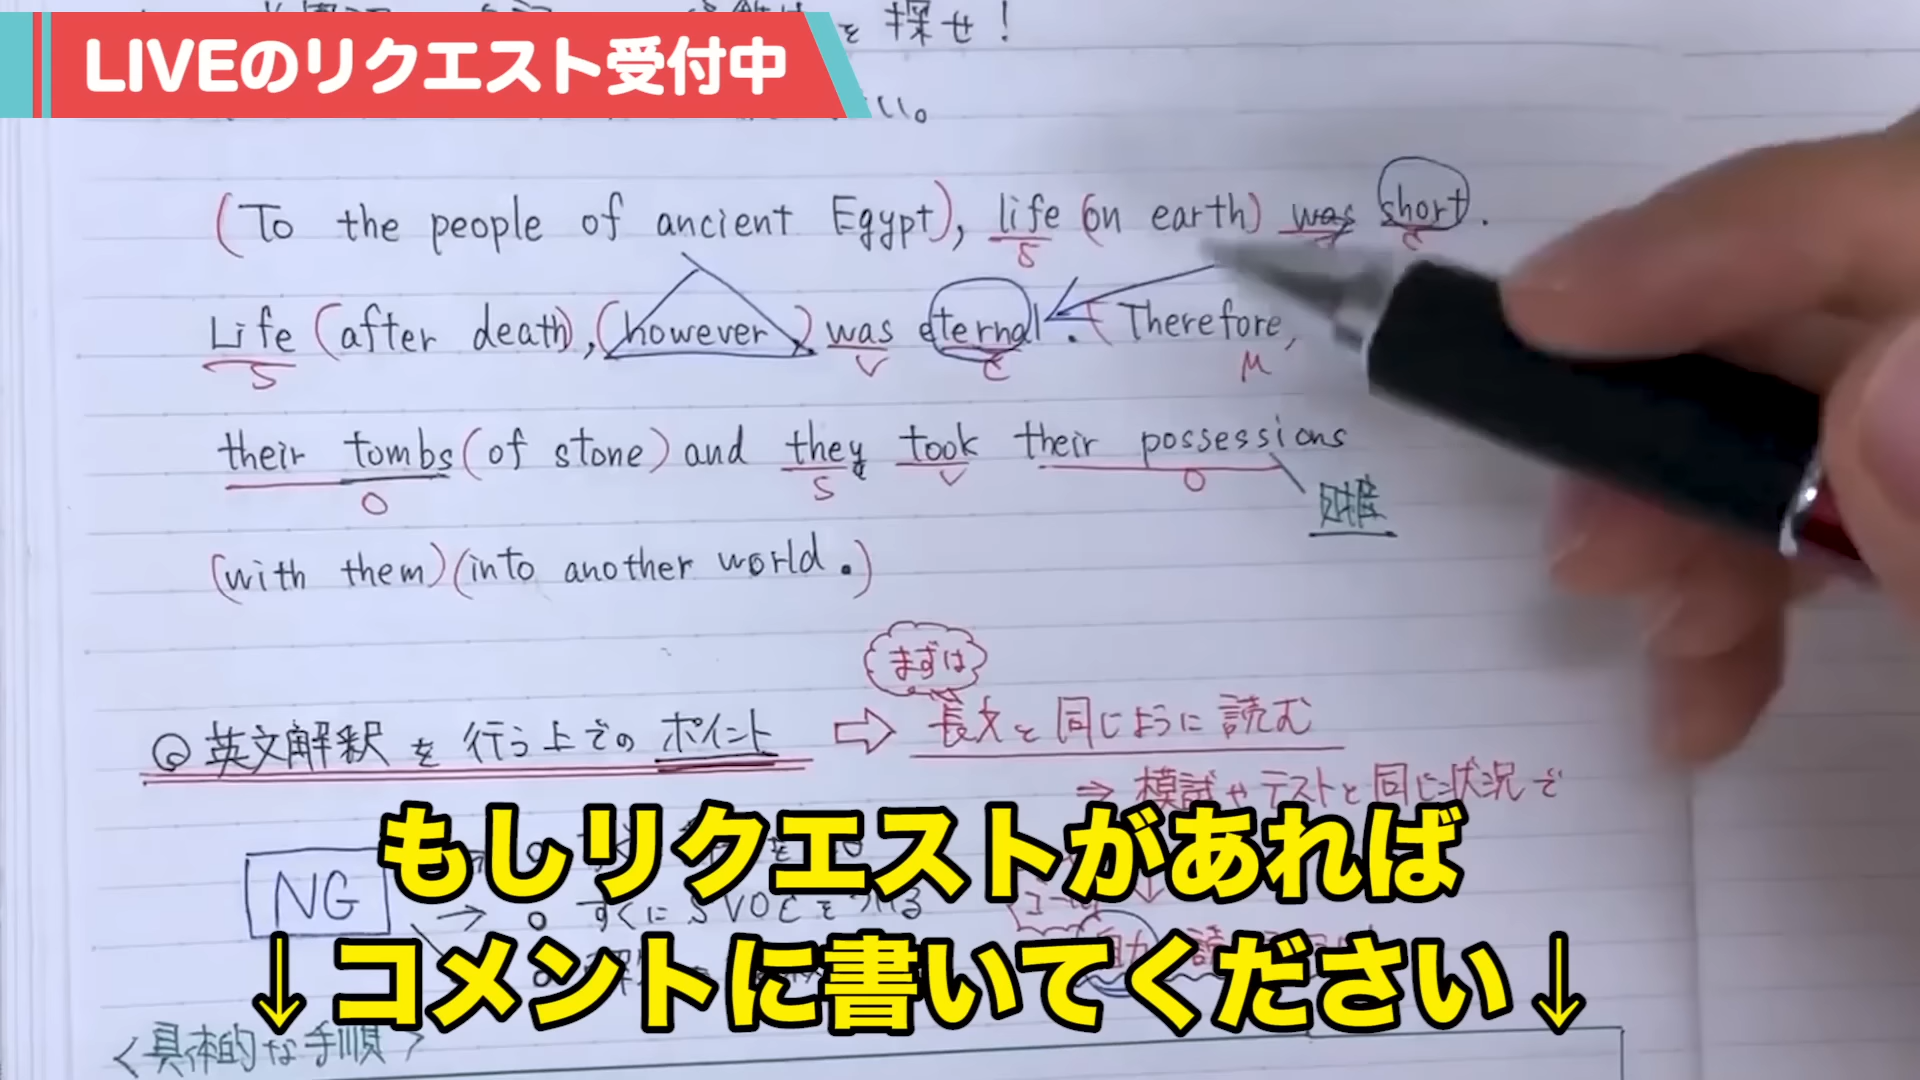 を探せ!
LIVEのリクエスト受付中
い。
(To the people of ancient Egypt), life (on earth) was short.
S C
Life (after death), (however) was eternal. (Therefore,
S V C M
their tombs (of stone) and they took their possessions
O S V O
財産
(with them) (into another world.)
まずは
◎英文解釈を行う上でのポイント ⇨ 長文と同じように読む
⇒ 模試やテストと同じ状況で
もしリクエストがあれば
NG
→ ○ すぐに SVOCを
↓コメントに書いてください↓
<具体的な手順>